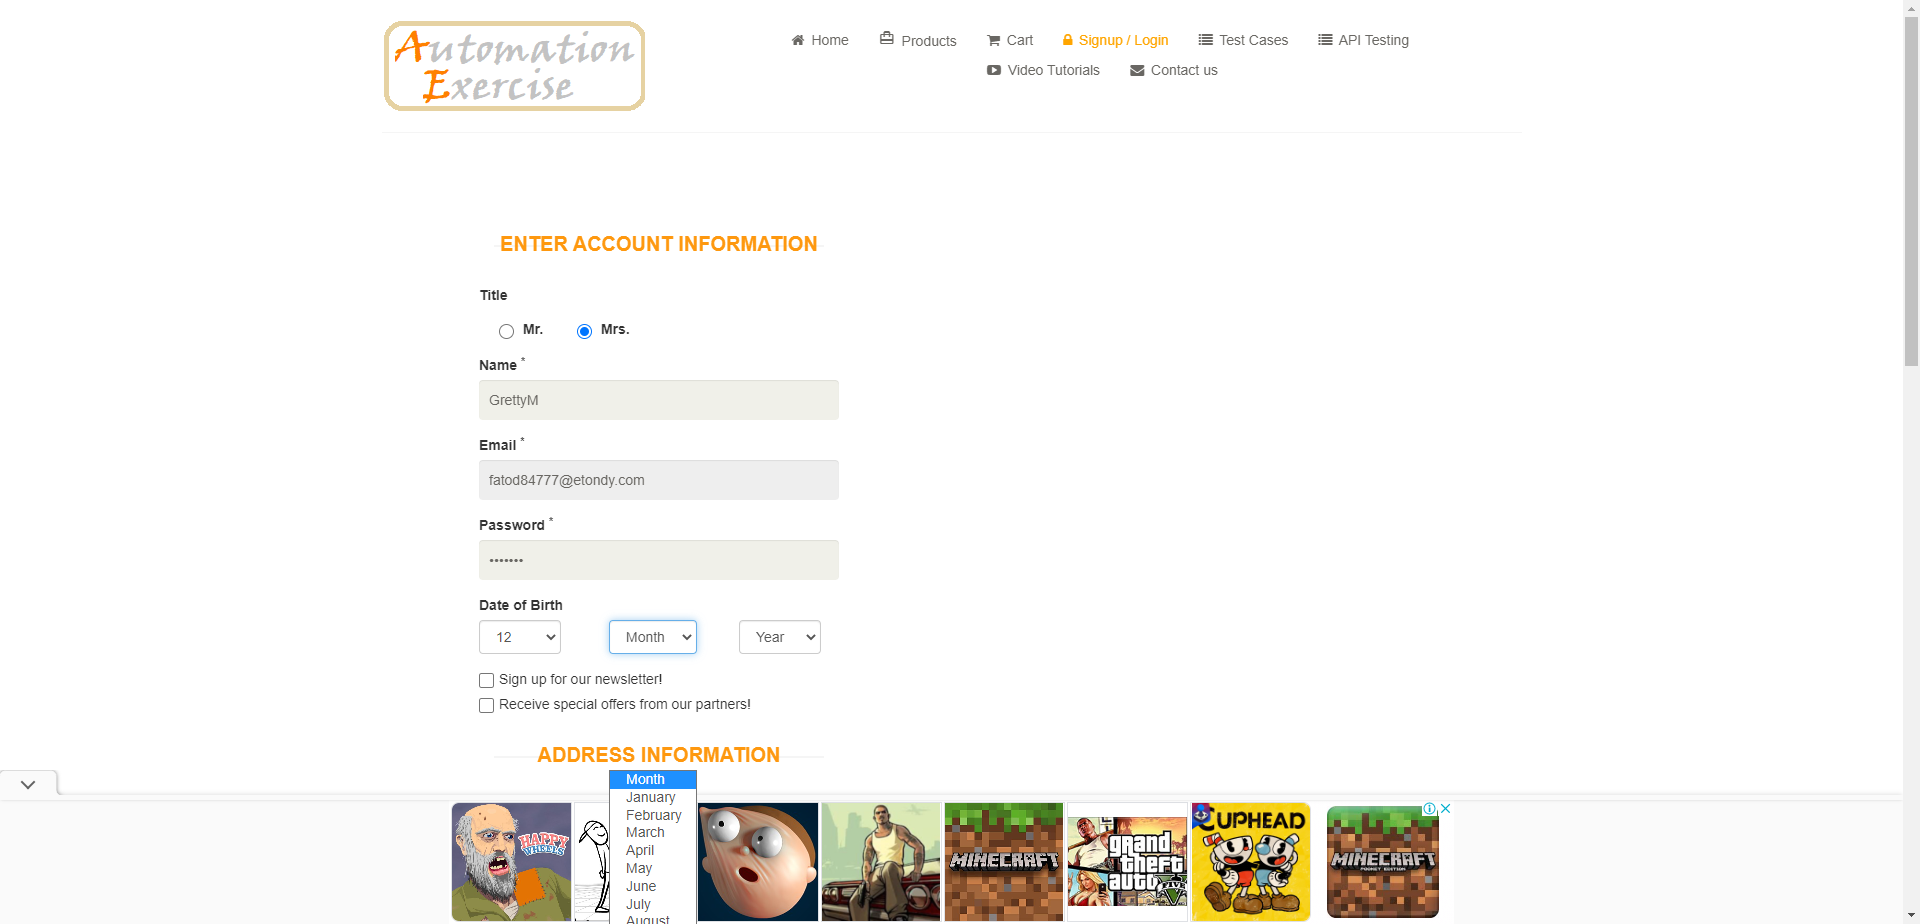 Automation
Exercise
Home
Products
Cart
Signup / Login
Test Cases
API Testing
Video Tutorials
Contact us
ENTER ACCOUNT INFORMATION
Title
Mr.
Mrs.
Name *
GrettyM
Email *
fatod84777@etondy.com
Password *
•••••••
Date of Birth
12
Month
Year
Sign up for our newsletter!
Receive special offers from our partners!
ADDRESS INFORMATION
Month
January
February
March
April
May
June
July
August
HAPPY
WHEELS
MINECRAFT
grand
theft
auto
FIVE
CUPHEAD
MINECRAFT
POCKET EDITION